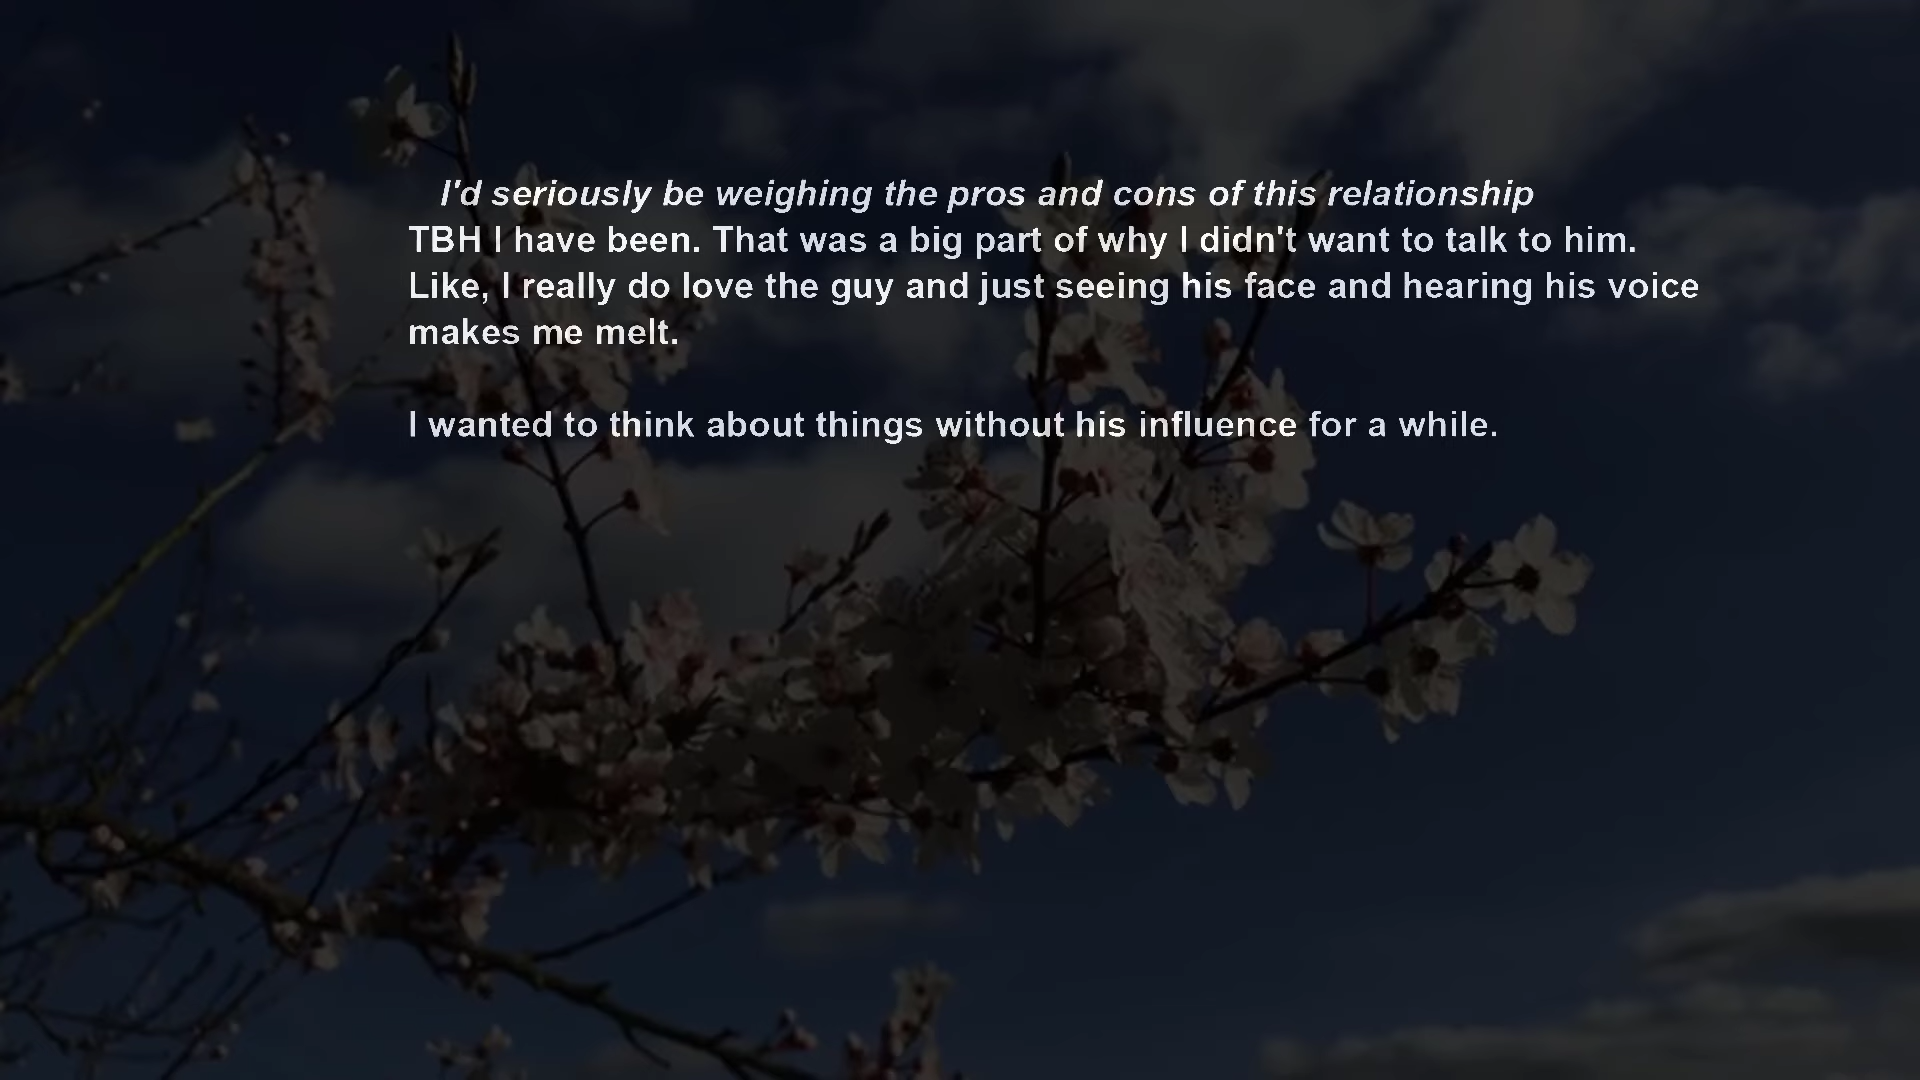 I'd seriously be weighing the pros and cons of this relationship
TBH I have been. That was a big part of why I didn't want to talk to him.
Like, I really do love the guy and just seeing his face and hearing his voice
makes me melt.
I wanted to think about things without his influence for a while.